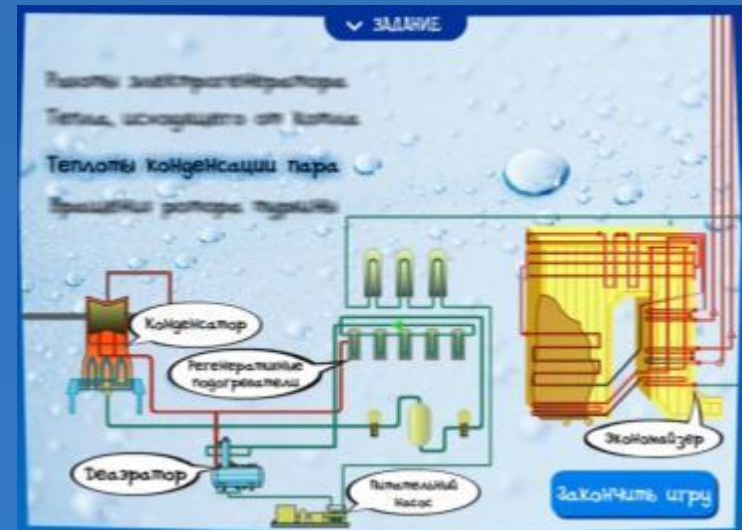 ЗАДАНИЕ
Работы электрогенератора
Тепла, исходящего от котла
Теплоты конденсации пара
Вращения ротора турбины
Конденсатор
Регенеративные
подогреватели
Деаэратор
Питательный
насос
Экономайзер
Закончить игру